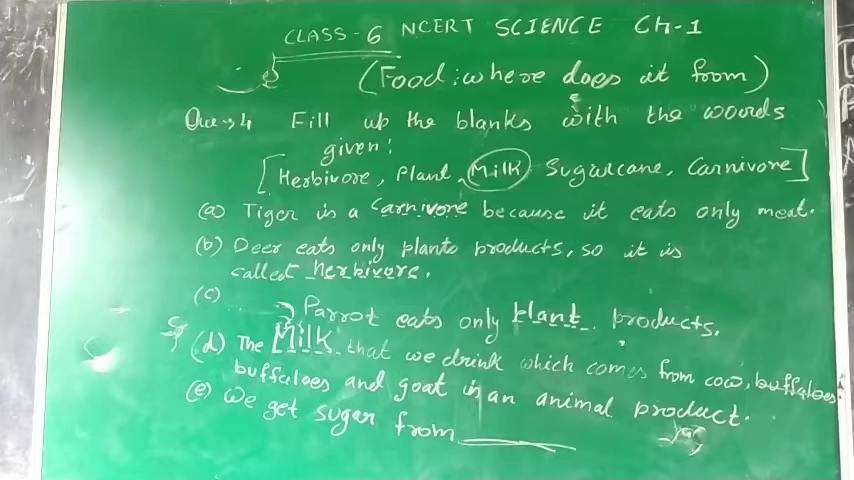 CLASS-6 NCERT SCIENCE Ch-1
(Food: where does it from)
Que → 4 Fill up the blanks with the words
given:
[Herbivore, Plant, Milk Sugarcane, Carnivore]
(a) Tiger is a Carnivore because it eats only meat.
(b) Deer eats only plants products, so it is
called herbivore.
(c) Parrot eats only Plant products.
(d) The Milk that we drink which comes from cow, buffaloes
buffaloes and goat is an animal product.
(e) We get sugar from